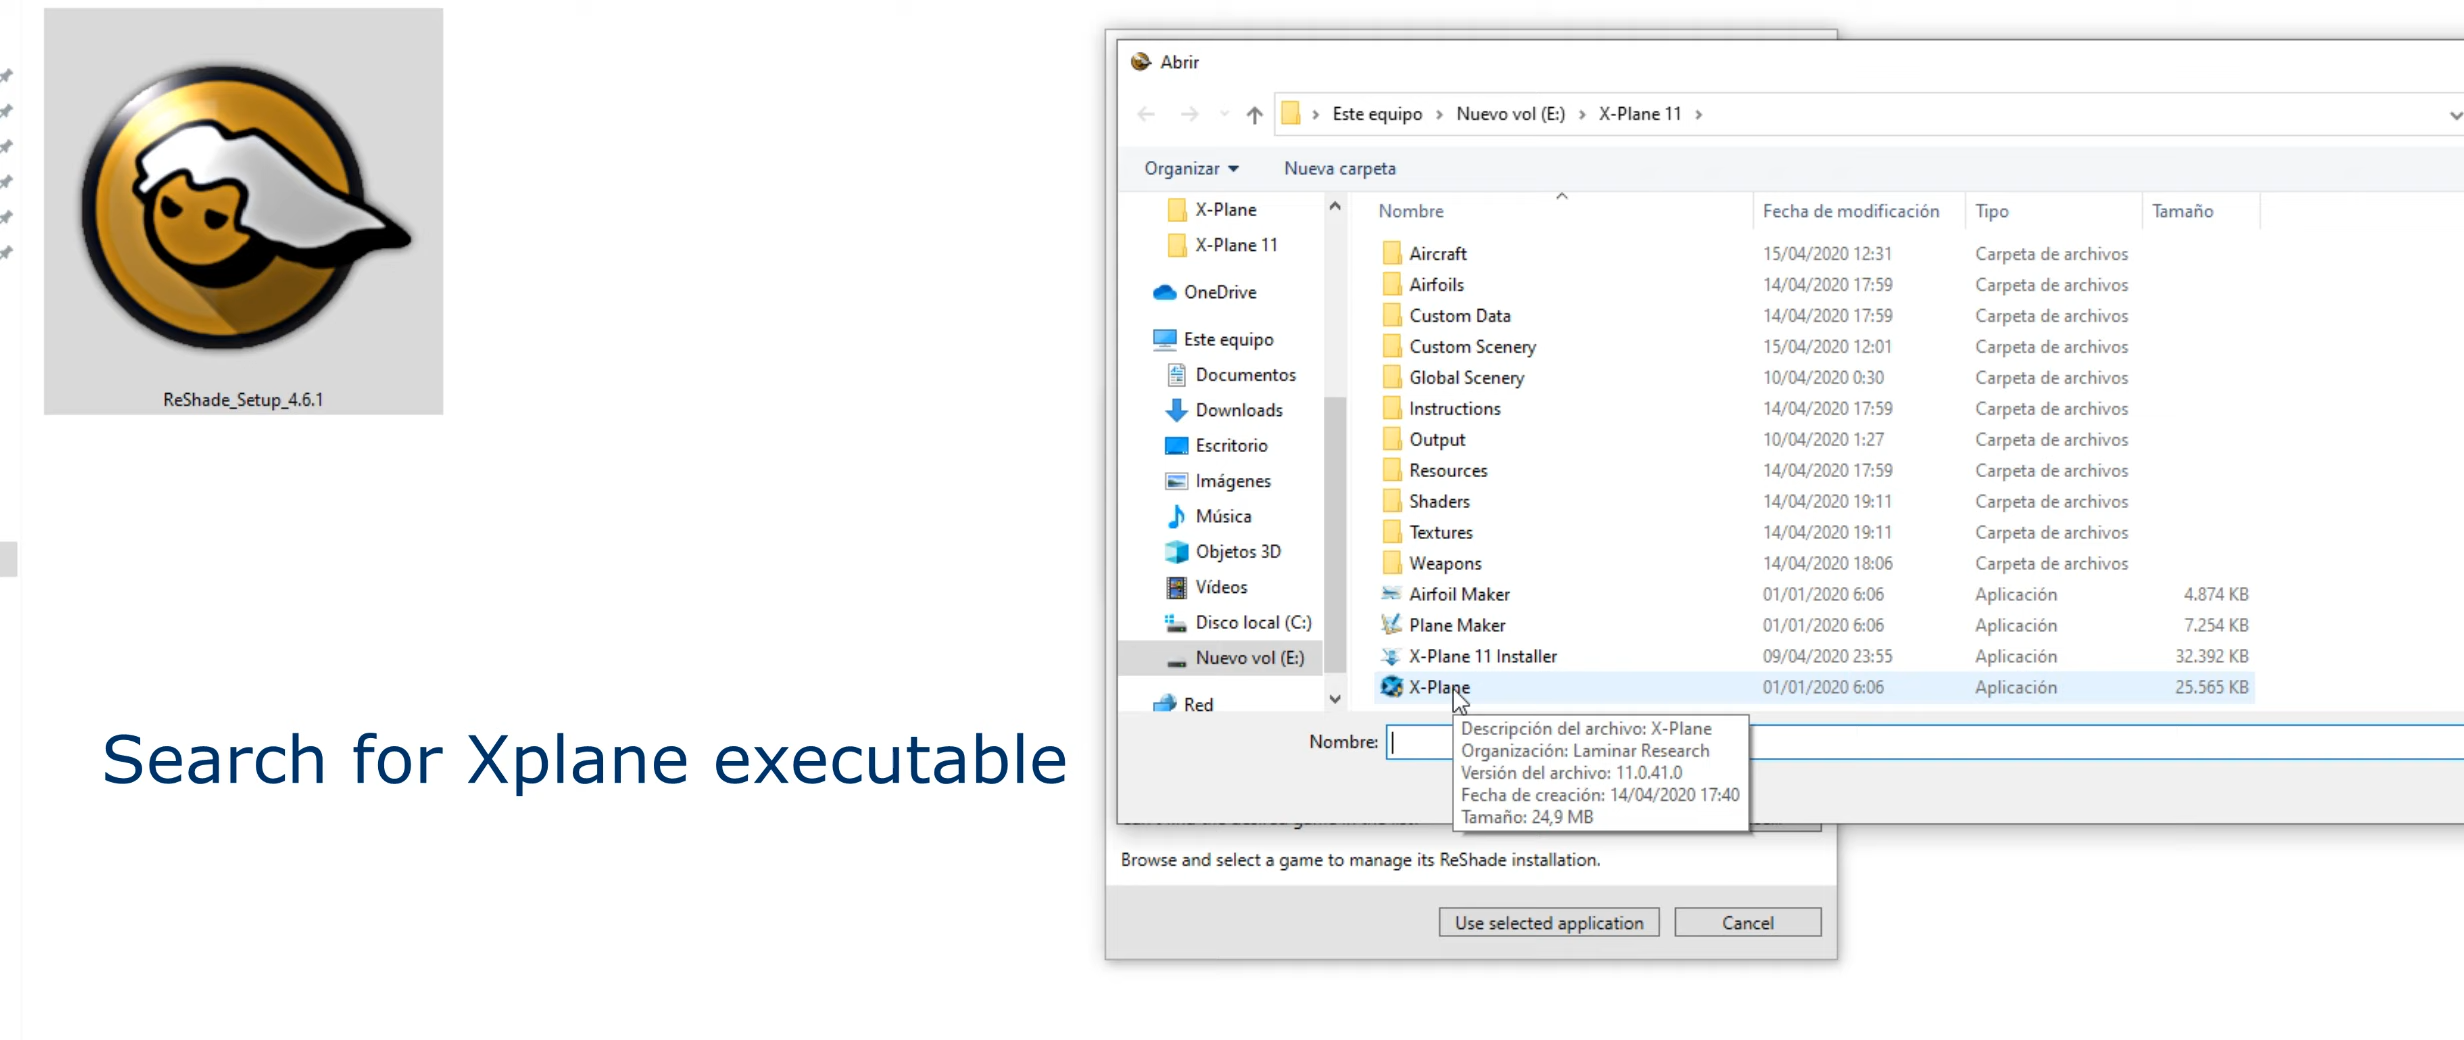 ReShade_Setup_4.6.1
Search for Xplane executable
Abrir
Este equipo > Nuevo vol (E:) > X-Plane 11 >
Organizar
Nueva carpeta
X-Plane
X-Plane 11
OneDrive
Este equipo
Documentos
Downloads
Escritorio
Imágenes
Música
Objetos 3D
Vídeos
Disco local (C:)
Nuevo vol (E:)
Red
Nombre Fecha de modificación Tipo Tamaño
Aircraft 15/04/2020 12:31 Carpeta de archivos
Airfoils 14/04/2020 17:59 Carpeta de archivos
Custom Data 14/04/2020 17:59 Carpeta de archivos
Custom Scenery 15/04/2020 12:01 Carpeta de archivos
Global Scenery 10/04/2020 0:30 Carpeta de archivos
Instructions 14/04/2020 17:59 Carpeta de archivos
Output 10/04/2020 1:27 Carpeta de archivos
Resources 14/04/2020 17:59 Carpeta de archivos
Shaders 14/04/2020 19:11 Carpeta de archivos
Textures 14/04/2020 19:11 Carpeta de archivos
Weapons 14/04/2020 18:06 Carpeta de archivos
Airfoil Maker 01/01/2020 6:06 Aplicación 4.874 KB
Plane Maker 01/01/2020 6:06 Aplicación 7.254 KB
X-Plane 11 Installer 09/04/2020 23:55 Aplicación 32.392 KB
X-Plane 01/01/2020 6:06 Aplicación 25.565 KB
Nombre:
Descripción del archivo: X-Plane
Organización: Laminar Research
Versión del archivo: 11.0.41.0
Fecha de creación: 14/04/2020 17:40
Tamaño: 24,9 MB
Browse and select a game to manage its ReShade installation.
Use selected application
Cancel